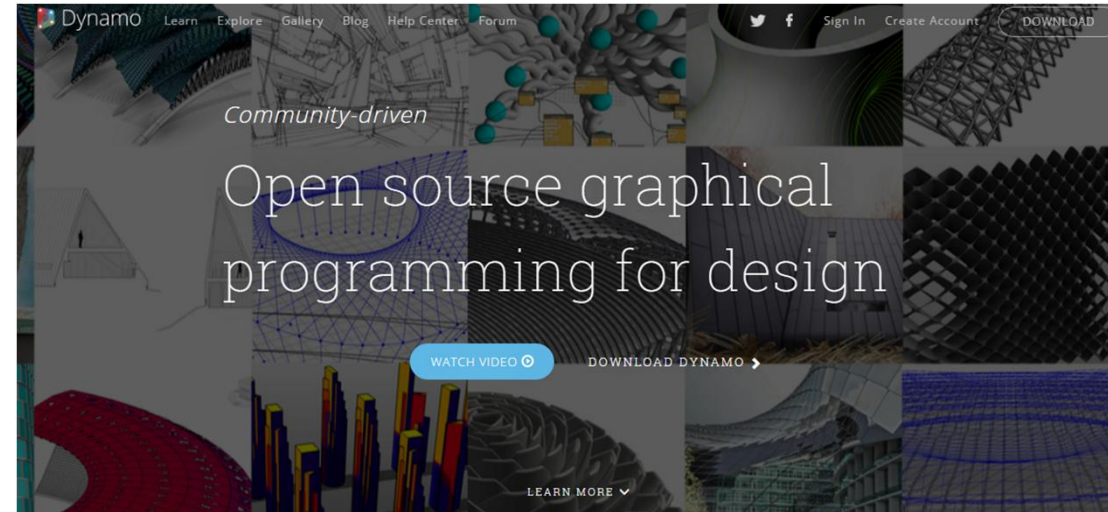 Dynamo Learn Explore Gallery Blog Help Center Forum Sign In Create Account DOWNLOAD
Community-driven
Open source graphical
programming for design
WATCH VIDEO DOWNLOAD DYNAMO
LEARN MORE